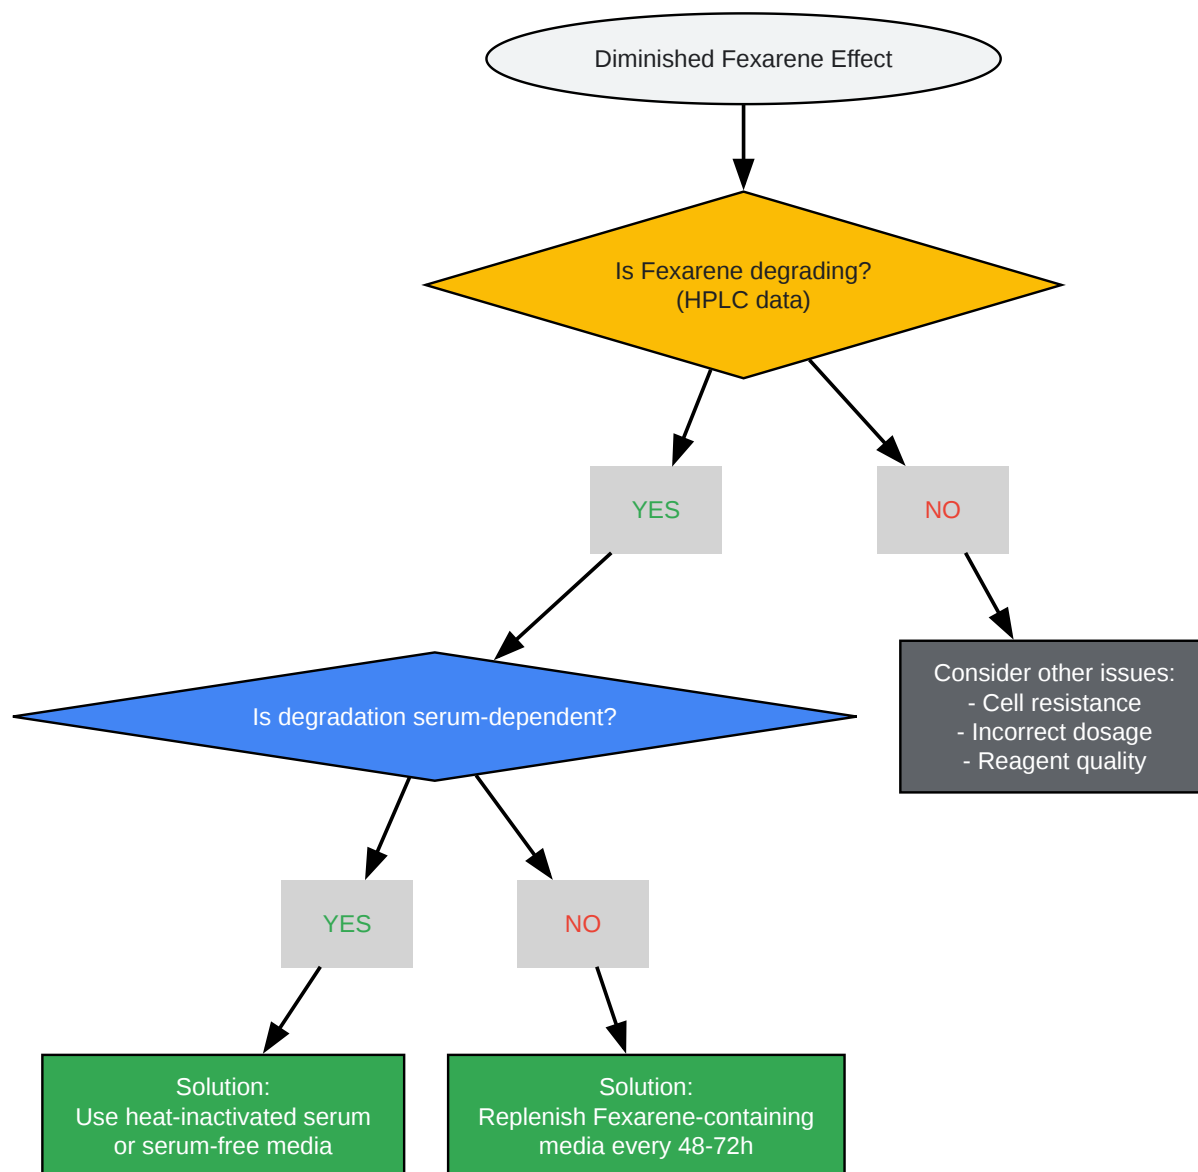 Diminished Fexarene Effect
Is Fexarene degrading?
(HPLC data)
YES
NO
Consider other issues:
- Cell resistance
- Incorrect dosage
- Reagent quality
Is degradation serum-dependent?
YES
NO
Solution:
Use heat-inactivated serum
or serum-free media
Solution:
Replenish Fexarene-containing
media every 48-72h